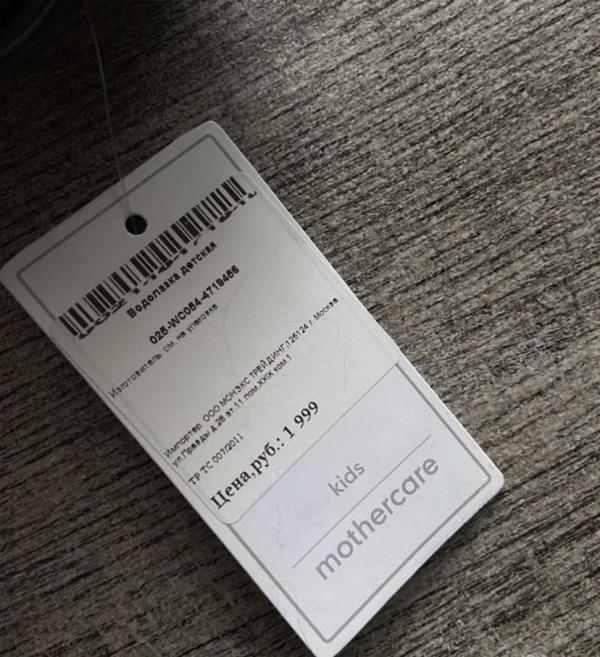 Водолазка детская
025-WC054-4719456
Изготовитель: см. на упаковке
Импортер: ООО МОНЭКС ТРЕЙДИНГ,125124 г. Москва
ул.Правды д.26 эт.11 пом.XXIX ком.1
ТР ТС 007/2011
Цена,руб.: 1 999
kids
mothercare